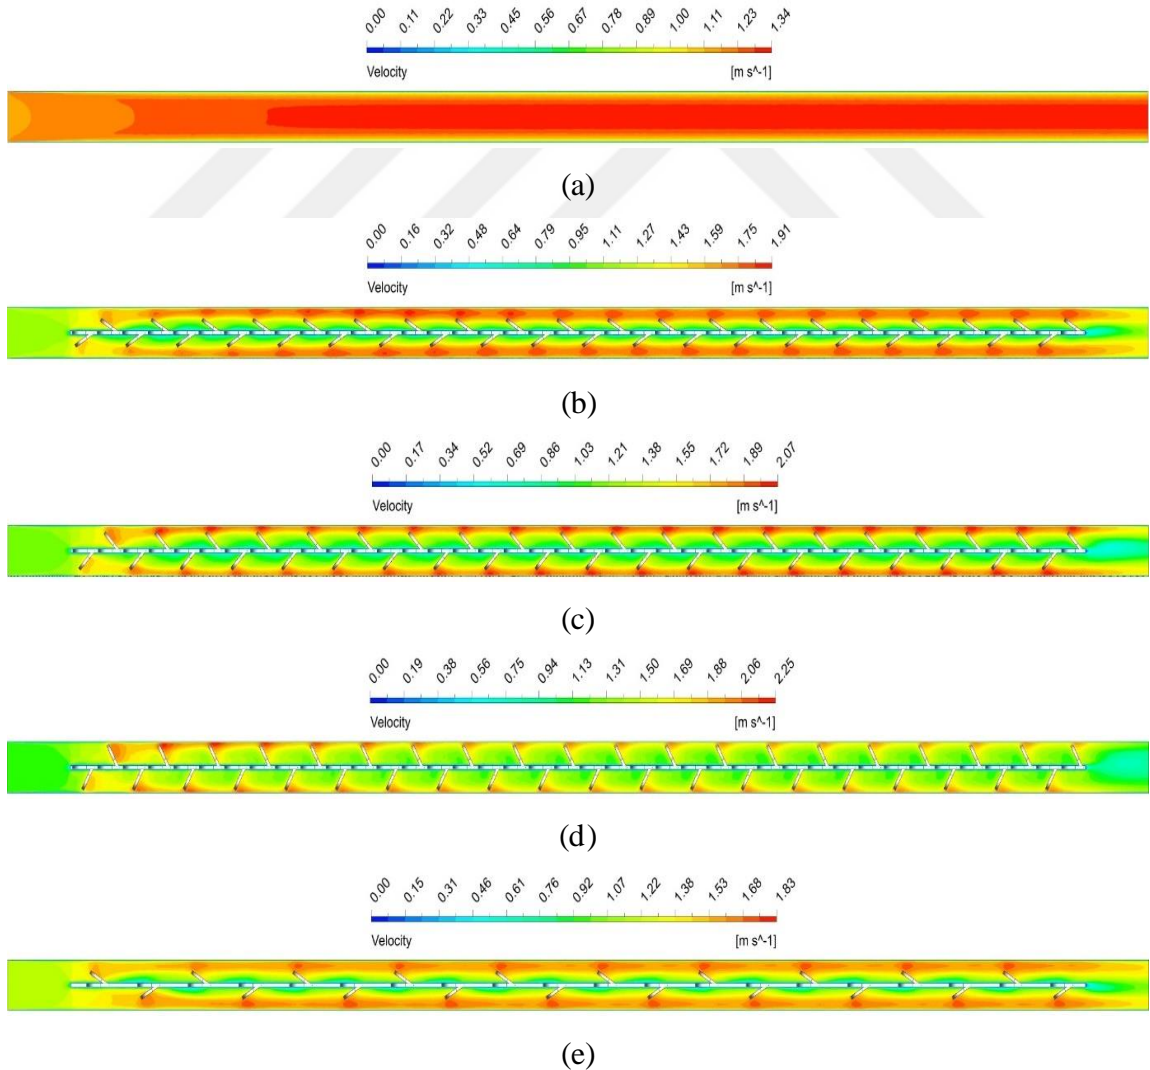 0.00 0.11 0.22 0.33 0.45 0.56 0.67 0.78 0.89 1.00 1.11 1.23 1.34
Velocity [m s^-1]
(a)
0.00 0.16 0.32 0.48 0.64 0.79 0.95 1.11 1.27 1.43 1.59 1.75 1.91
Velocity [m s^-1]
(b)
0.00 0.17 0.34 0.52 0.69 0.86 1.03 1.21 1.38 1.55 1.72 1.89 2.07
Velocity [m s^-1]
(c)
0.00 0.19 0.38 0.56 0.75 0.94 1.13 1.31 1.50 1.69 1.88 2.06 2.25
Velocity [m s^-1]
(d)
0.00 0.15 0.31 0.46 0.61 0.76 0.92 1.07 1.22 1.38 1.53 1.68 1.83
Velocity [m s^-1]
(e)